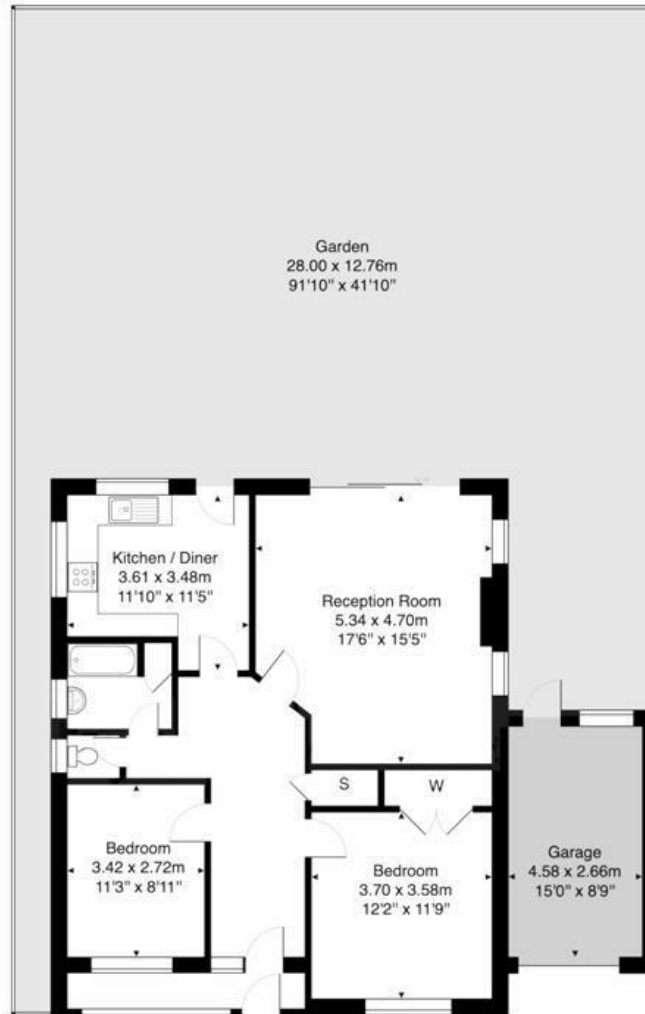 Garden
28.00 x 12.76m
91'10" x 41'10"
Kitchen / Diner
3.61 x 3.48m
11'10" x 11'5"
Reception Room
5.34 x 4.70m
17'6" x 15'5"
S
W
Bedroom
3.42 x 2.72m
11'3" x 8'11"
Bedroom
3.70 x 3.58m
12'2" x 11'9"
Garage
4.58 x 2.66m
15'0" x 8'9"